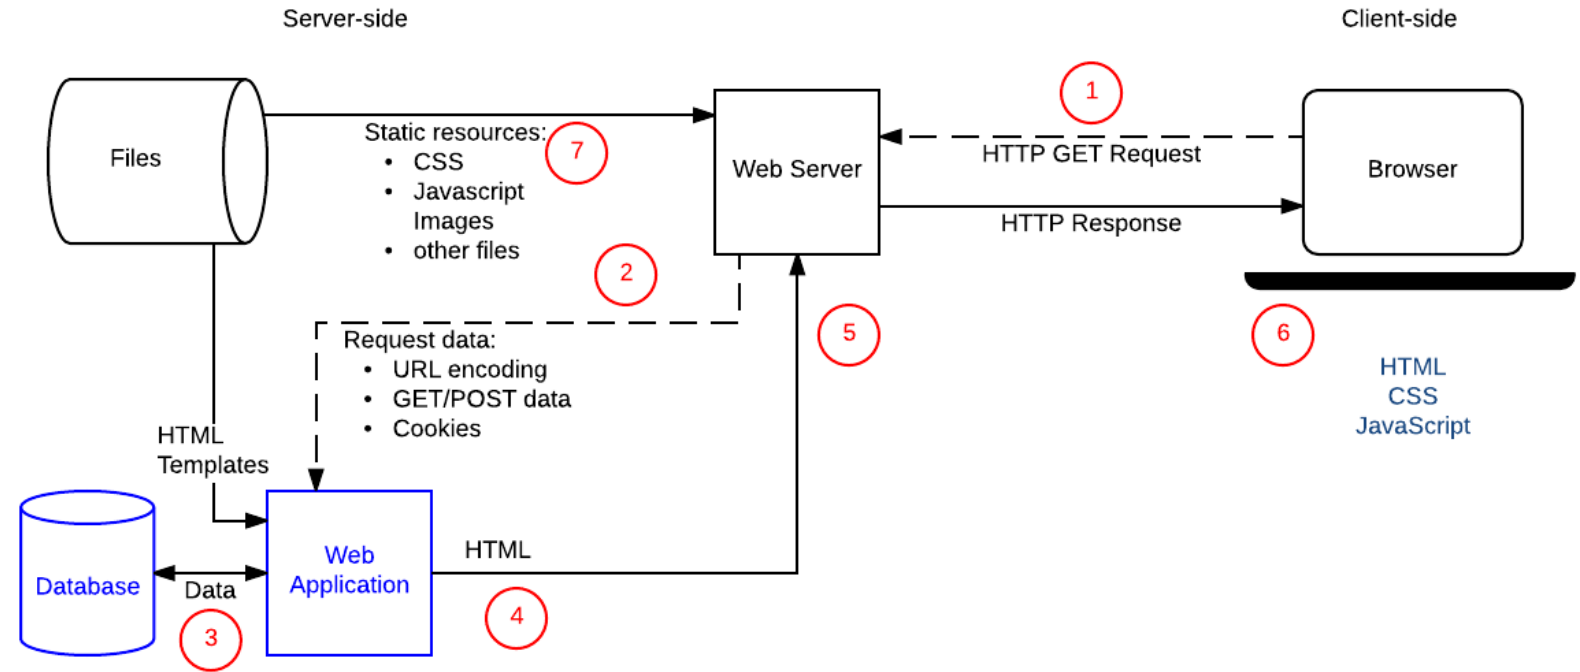 Server-side
Client-side
Files
Static resources:
• CSS
• Javascript
Images
• other files
7
Web Server
1
HTTP GET Request
HTTP Response
Browser
2
Request data:
• URL encoding
• GET/POST data
• Cookies
5
6
HTML
CSS
JavaScript
HTML
Templates
Database
Data
3
Web
Application
HTML
4